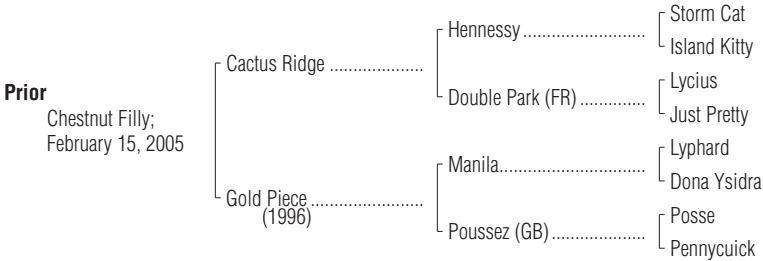 Prior
Chestnut Filly;
February 15, 2005
Cactus Ridge ....................
Gold Piece ........................
(1996)
Hennessy ..........................
Double Park (FR) ..............
Manila...............................
Poussez (GB) ....................
Storm Cat
Island Kitty
Lycius
Just Pretty
Lyphard
Dona Ysidra
Posse
Pennycuick